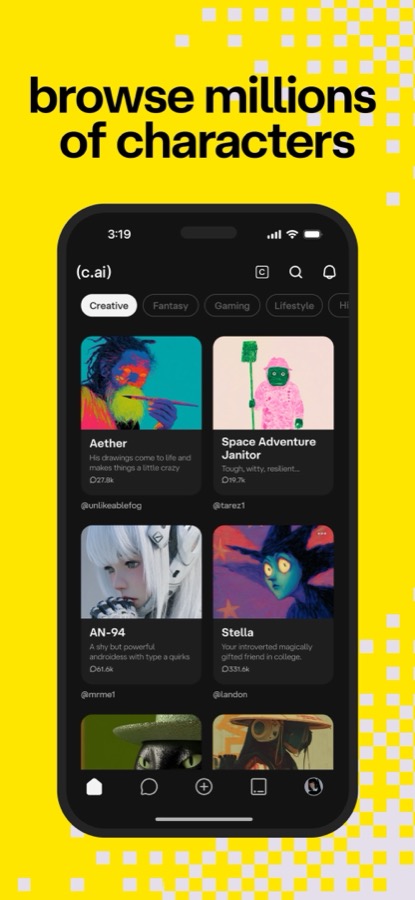 browse millions
of characters
3:19
(c.ai)
C
Creative
Fantasy
Gaming
Lifestyle
Hi
Aether
His drawings come to life and
makes things a little crazy
27.8k
@unlikeablefog
Space Adventure
Janitor
Tough, witty, resilient...
19.7k
@tarez1
AN-94
A shy but powerful
androidess with type a quirks
61.6k
@mrme1
Stella
Your introverted magically
gifted friend in college.
331.6k
@landon